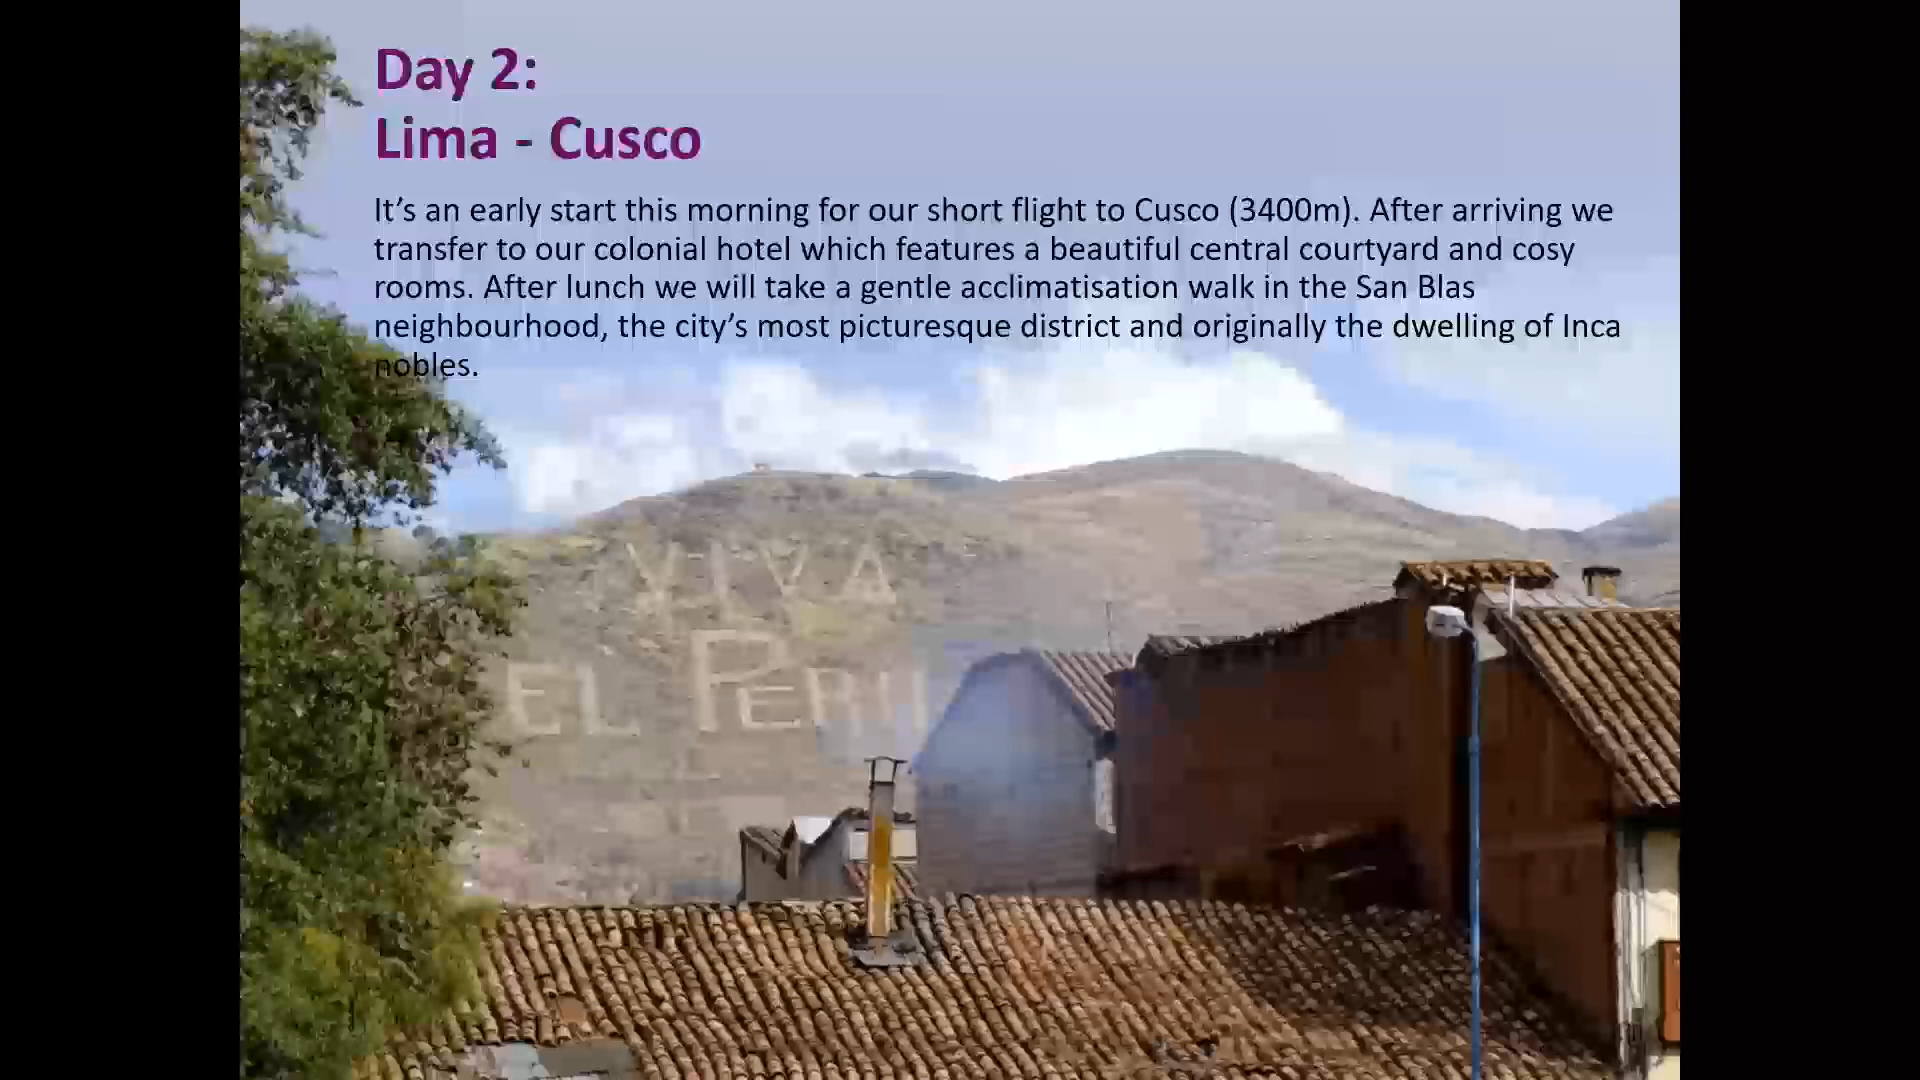 Day 2:
Lima - Cusco
It’s an early start this morning for our short flight to Cusco (3400m). After arriving we
transfer to our colonial hotel which features a beautiful central courtyard and cosy
rooms. After lunch we will take a gentle acclimatisation walk in the San Blas
neighbourhood, the city’s most picturesque district and originally the dwelling of Inca
nobles.
VIVA
EL PERU